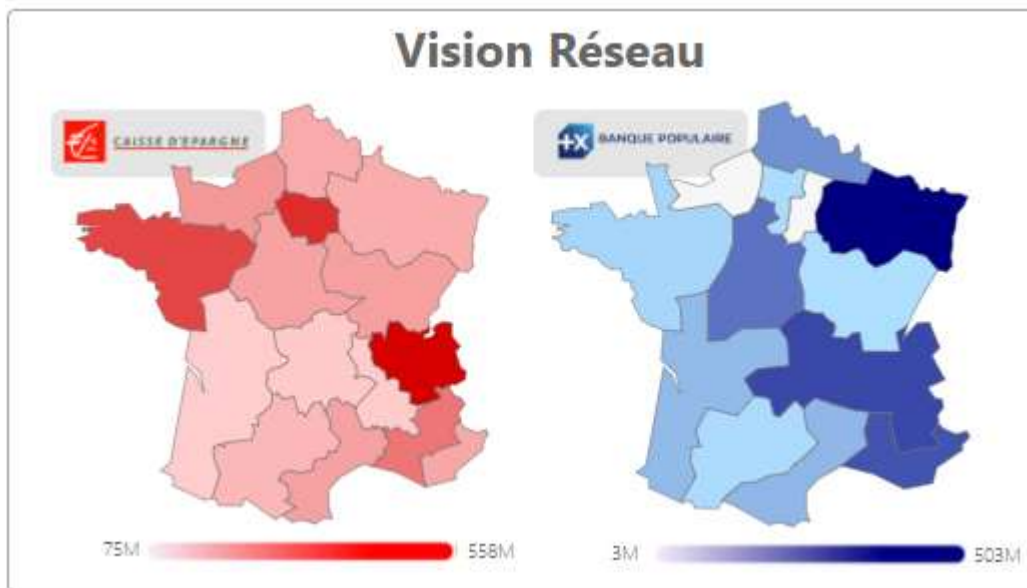 Vision Réseau
CAISSE D'EPARGNE
BANQUE POPULAIRE
75M
558M
3M
503M